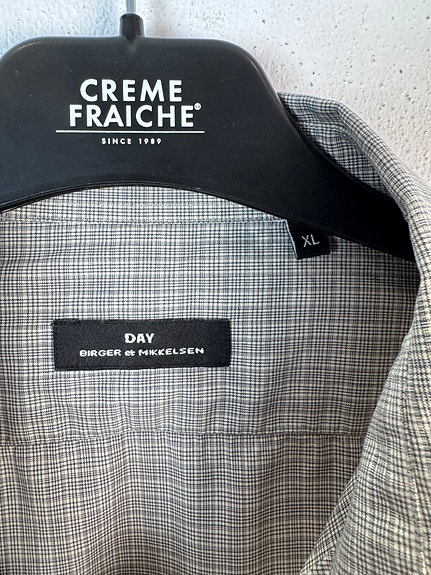 CREME
FRAICHE®
SINCE 1989
XL
DAY
BIRGER et MIKKELSEN